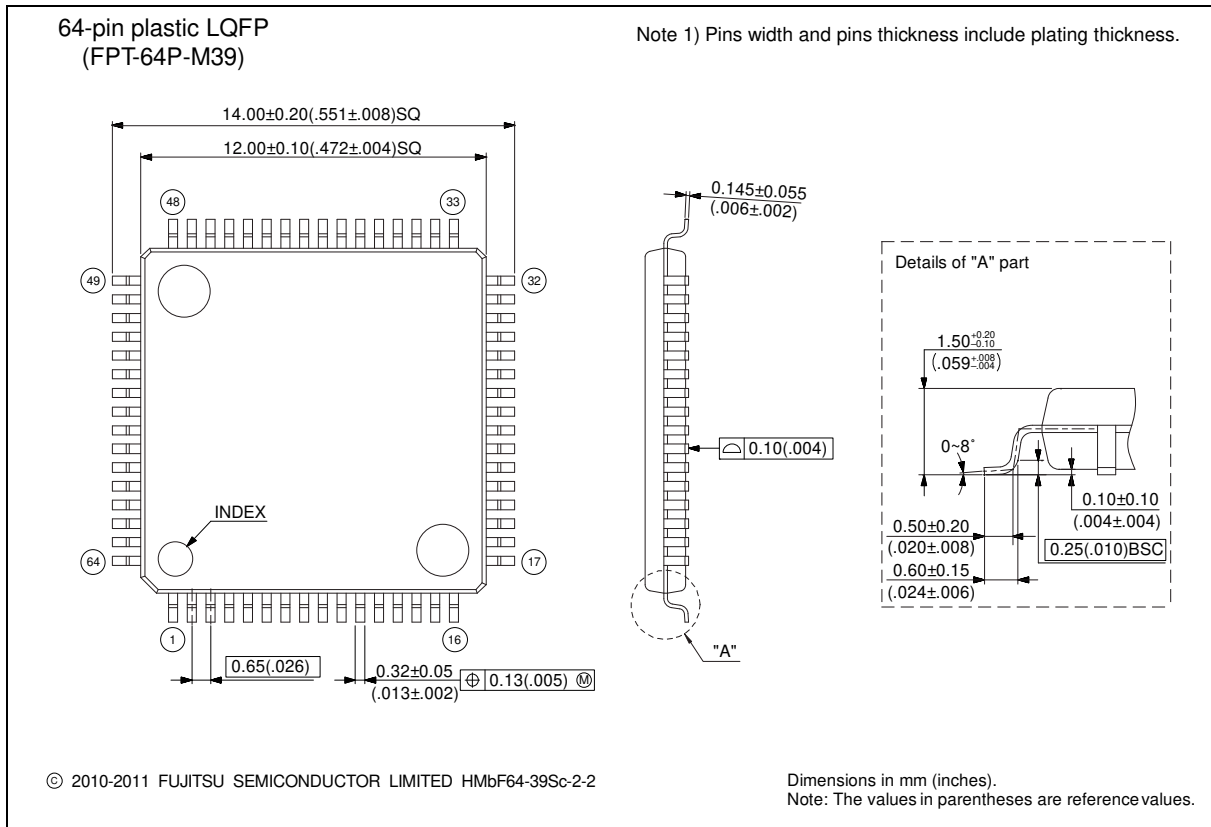 64-pin plastic LQFP
(FPT-64P-M39)
Note 1) Pins width and pins thickness include plating thickness.
14.00±0.20(.551±.008)SQ
12.00±0.10(.472±.004)SQ
48
33
49
32
INDEX
64
17
1
16
0.65(.026)
0.32±0.05
(.013±.002)
0.13(.005) Ⓜ
0.145±0.055
(.006±.002)
0.10(.004)
"A"
Details of "A" part
1.50 +0.20 −0.10
(.059 +.008 −.004)
0~8°
0.50±0.20
(.020±.008)
0.60±0.15
(.024±.006)
0.10±0.10
(.004±.004)
0.25(.010)BSC
© 2010-2011 FUJITSU SEMICONDUCTOR LIMITED HMbF64-39Sc-2-2
Dimensions in mm (inches).
Note: The values in parentheses are reference values.